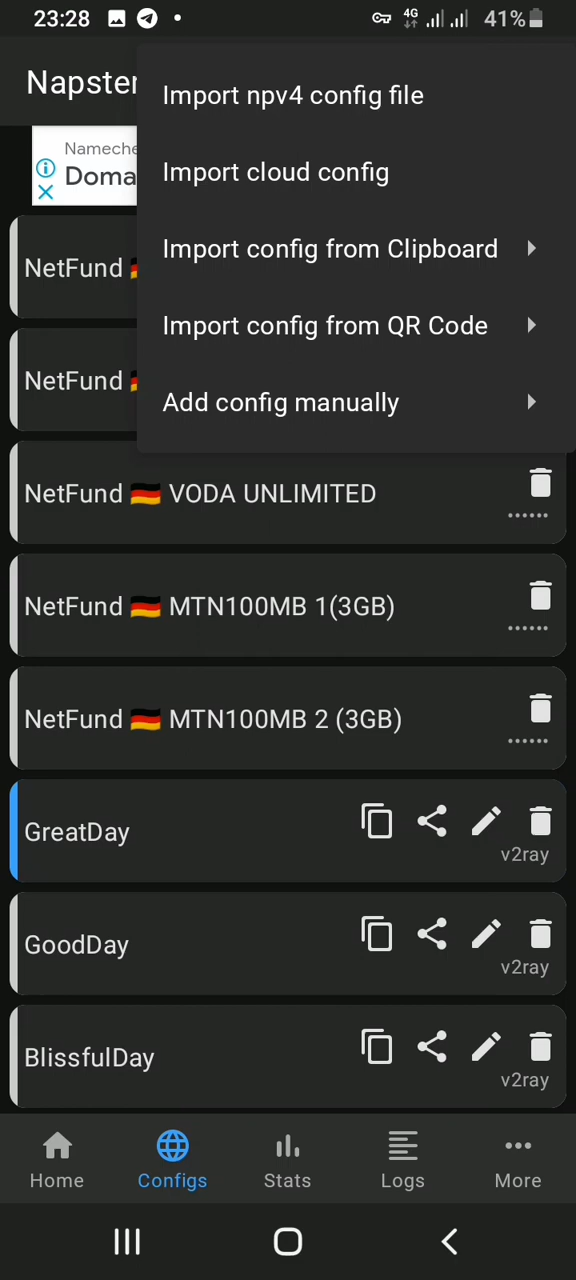 23:28
4G
41%
Napster
Import npv4 config file
Nameche
Doma
Import cloud config
Import config from Clipboard
NetFund
Import config from QR Code
NetFund
Add config manually
NetFund 🇩🇪 VODA UNLIMITED
NetFund 🇩🇪 MTN100MB 1(3GB)
NetFund 🇩🇪 MTN100MB 2 (3GB)
GreatDay
v2ray
GoodDay
v2ray
BlissfulDay
v2ray
Home
Configs
Stats
Logs
More